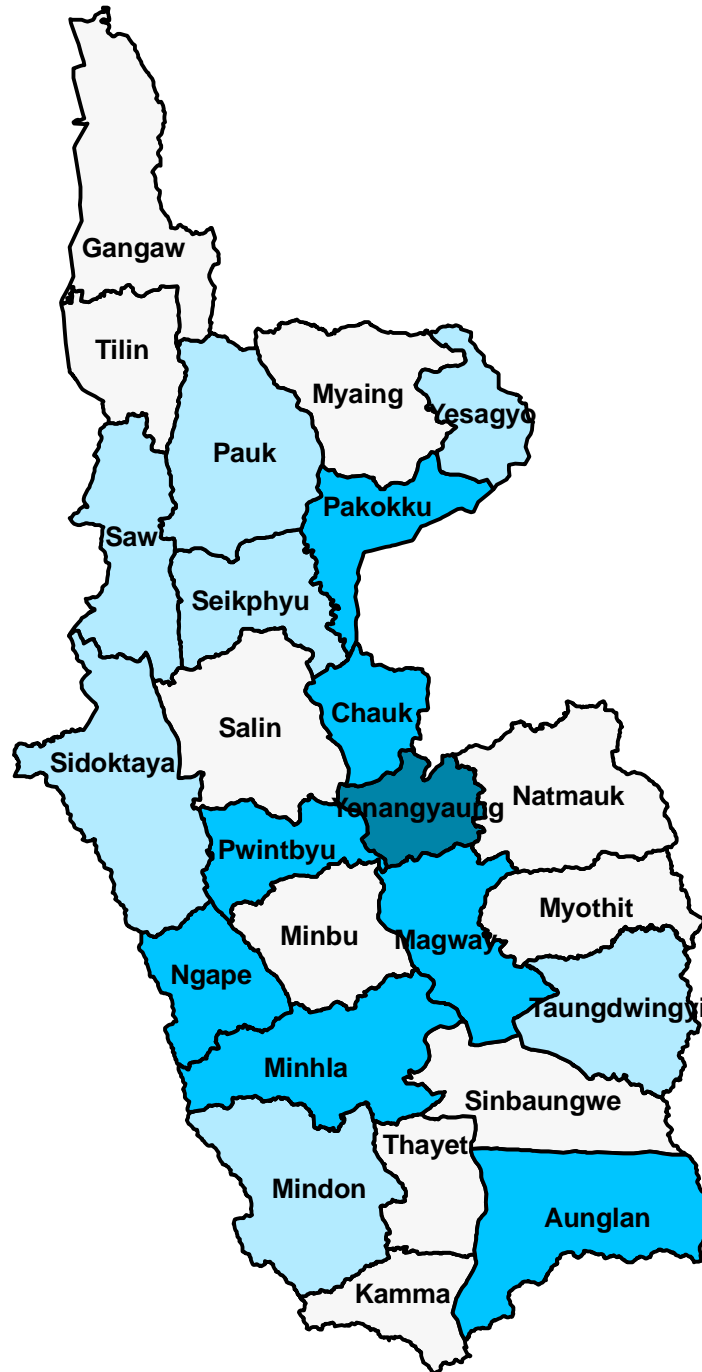 Gangaw
Tilin
Myaing
Yesagyo
Pauk
Pakokku
Saw
Seikphyu
Chauk
Salin
Sidoktaya
Natmauk
Yenangyaung
Pwintbyu
Myothit
Minbu
Magway
Ngape
Taungdwingyi
Minhla
Sinbaungwe
Thayet
Mindon
Aunglan
Kamma